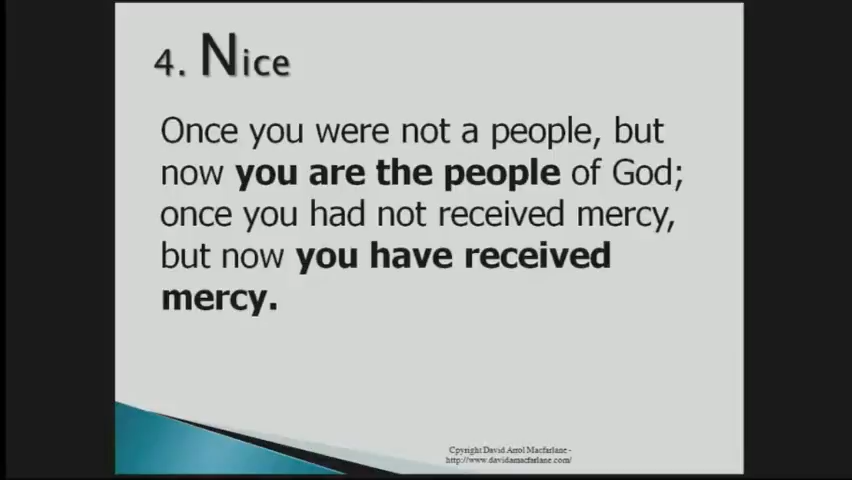 4. Nice
Once you were not a people, but
now you are the people of God;
once you had not received mercy,
but now you have received
mercy.
Cpyright David Arrol Macfarlane -
http://www.davidamacfarlane.com/